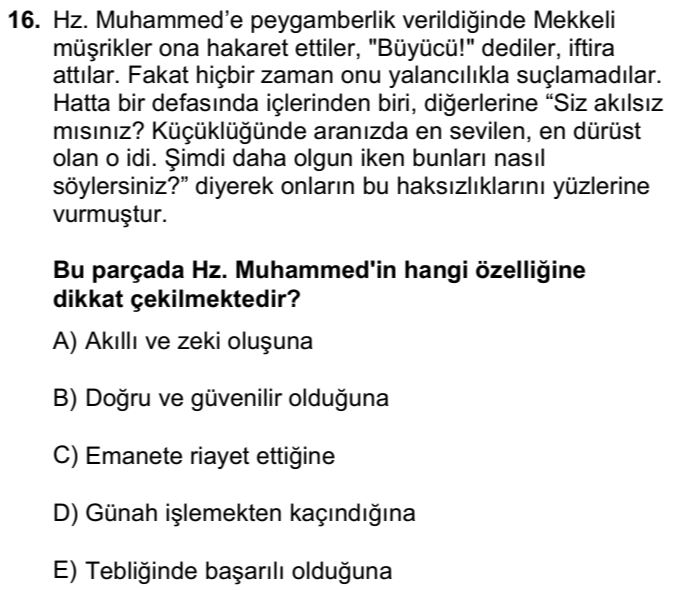 16. Hz. Muhammed’e peygamberlik verildiğinde Mekkeli
müşrikler ona hakaret ettiler, "Büyücü!" dediler, iftira
attılar. Fakat hiçbir zaman onu yalancılıkla suçlamadılar.
Hatta bir defasında içlerinden biri, diğerlerine “Siz akılsız
mısınız? Küçüklüğünde aranızda en sevilen, en dürüst
olan o idi. Şimdi daha olgun iken bunları nasıl
söylersiniz?” diyerek onların bu haksızlıklarını yüzlerine
vurmuştur.
Bu parçada Hz. Muhammed'in hangi özelliğine
dikkat çekilmektedir?
A) Akıllı ve zeki oluşuna
B) Doğru ve güvenilir olduğuna
C) Emanete riayet ettiğine
D) Günah işlemekten kaçındığına
E) Tebliğinde başarılı olduğuna